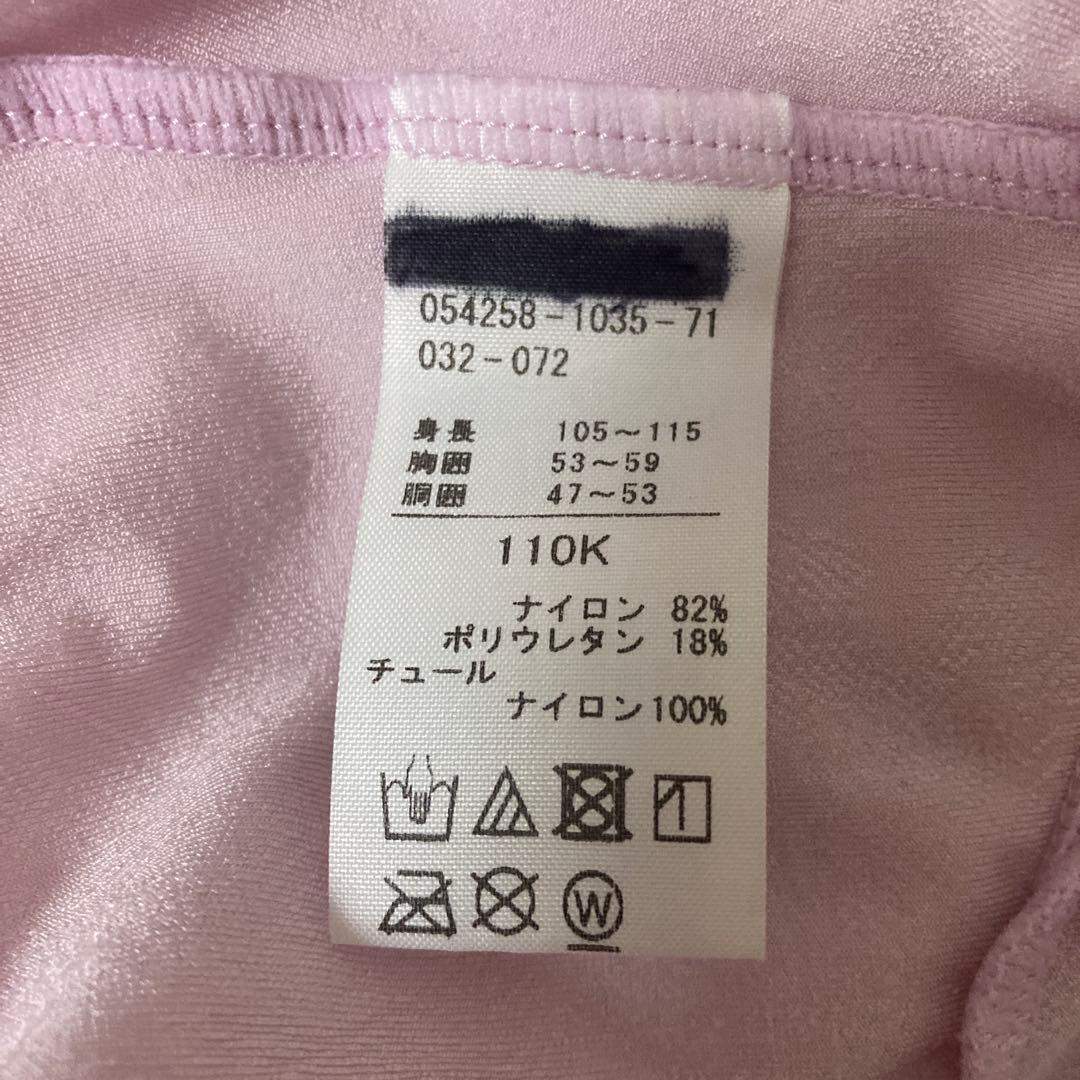 054258-1035-71
032-072
身長 105～115
胸囲 53～59
胴囲 47～53
110K
ナイロン 82%
ポリウレタン 18%
チュール
ナイロン100%
W